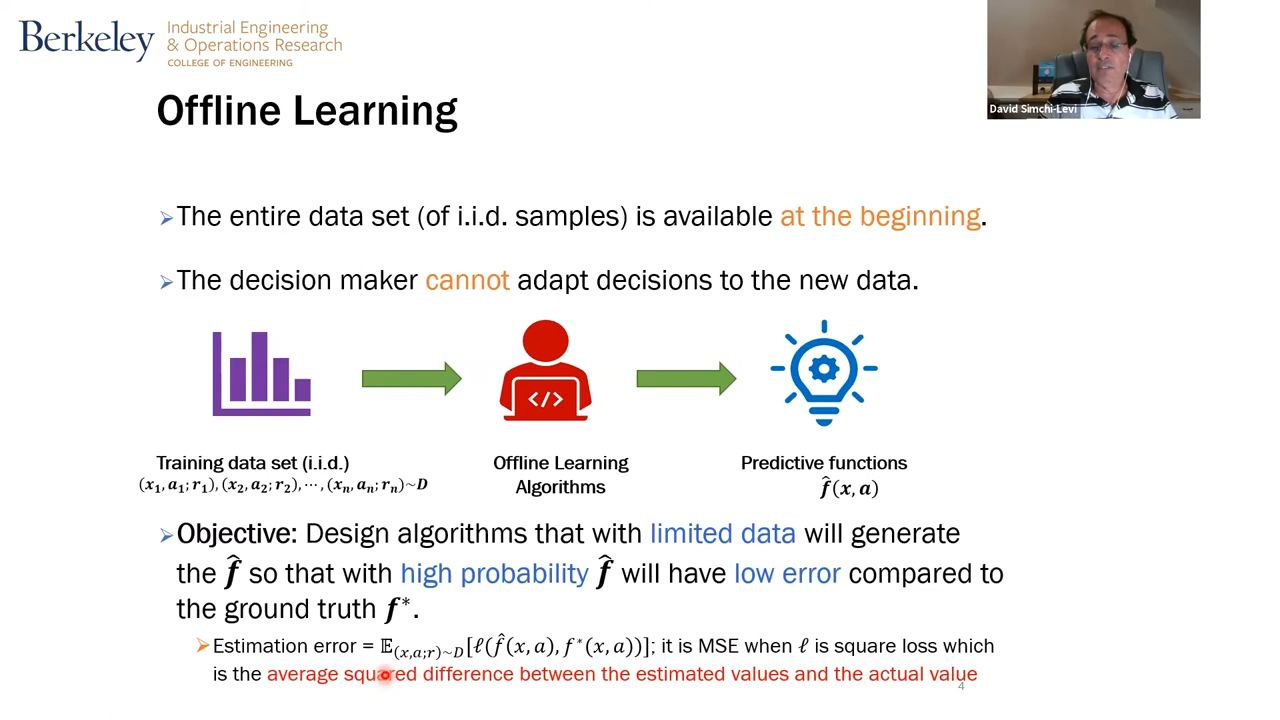 Berkeley
Industrial Engineering
& Operations Research
COLLEGE OF ENGINEERING
David Simchi-Levi
Offline Learning
➢The entire data set (of i.i.d. samples) is available at the beginning.
➢The decision maker cannot adapt decisions to the new data.
</>
Training data set (i.i.d.)
(x₁, a₁; r₁), (x₂, a₂; r₂), ⋯, (xₙ, aₙ; rₙ)~D
Offline Learning
Algorithms
Predictive functions
f̂(x, a)
➢Objective: Design algorithms that with limited data will generate
the f̂ so that with high probability f̂ will have low error compared to
the ground truth f*.
➢Estimation error = 𝔼₍ₓ,ₐ;ᵣ₎~D[ℓ(f̂(x, a), f*(x, a))]; it is MSE when ℓ is square loss which
is the average squared difference between the estimated values and the actual value
4